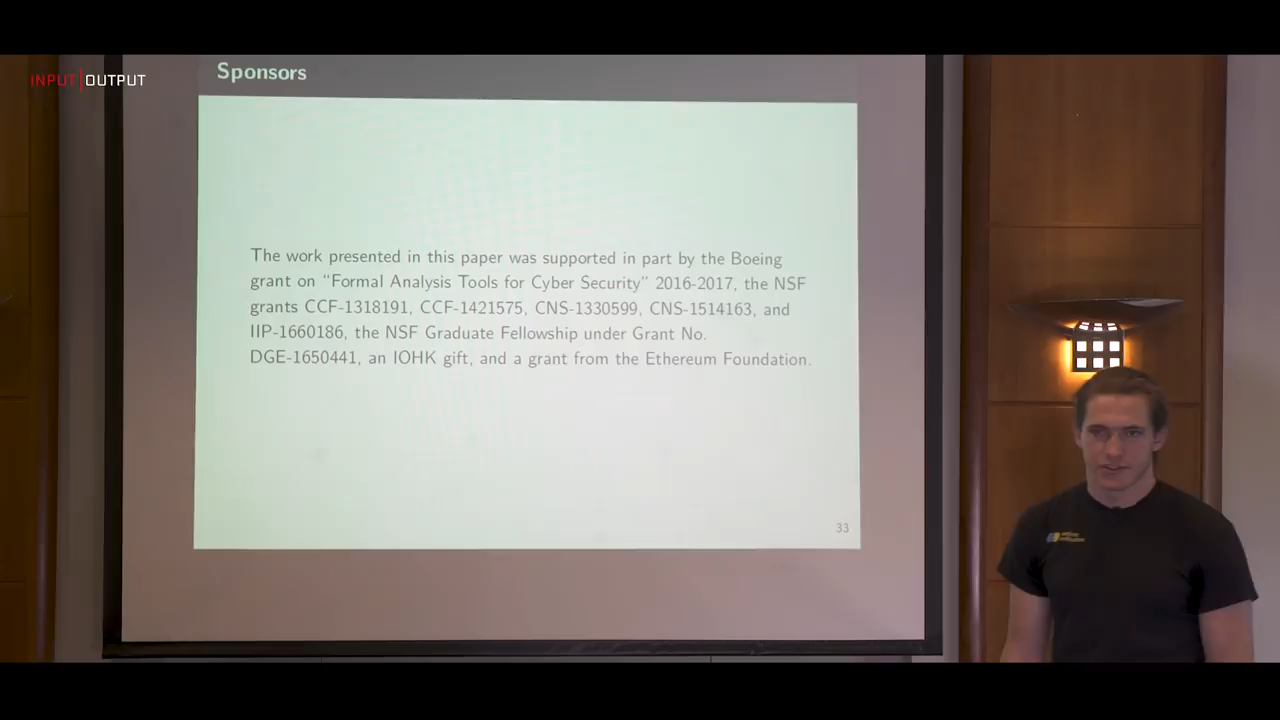 INPUT|OUTPUT
Sponsors
The work presented in this paper was supported in part by the Boeing
grant on “Formal Analysis Tools for Cyber Security” 2016-2017, the NSF
grants CCF-1318191, CCF-1421575, CNS-1330599, CNS-1514163, and
IIP-1660186, the NSF Graduate Fellowship under Grant No.
DGE-1650441, an IOHK gift, and a grant from the Ethereum Foundation.
33